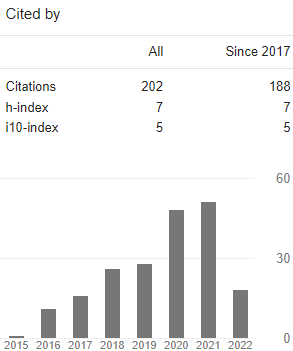 Cited by
All Since 2017
Citations 202 188
h-index 7 7
i10-index 5 5
60
30
0
2015 2016 2017 2018 2019 2020 2021 2022